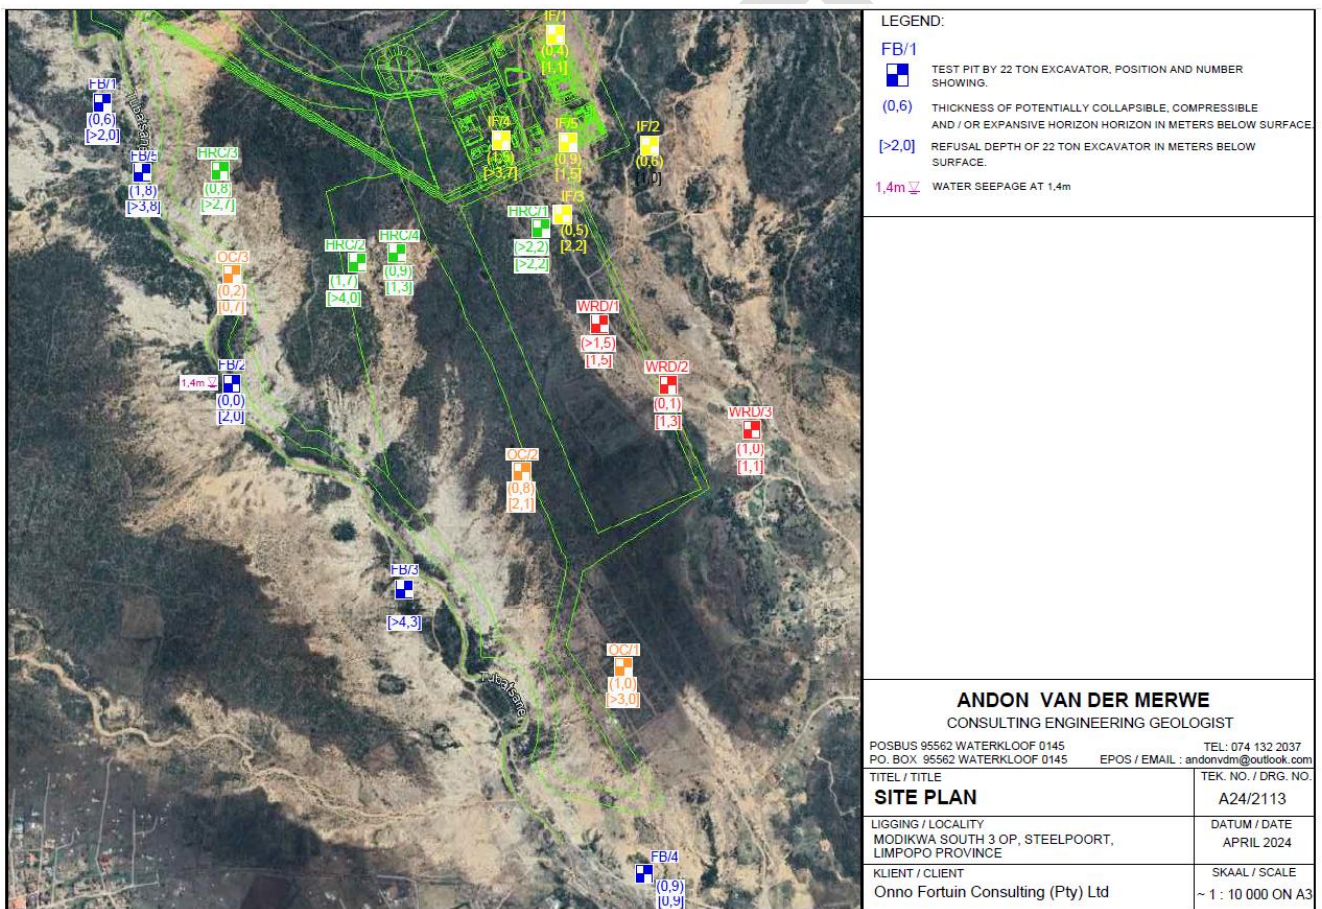 IF/1
(0,4)
[1,1]
FB/1
(0,6)
[>2,0]
Tubatsane
IF/4
[>3,7]
IF/5
(0,9)
[1,5]
IF/2
(0,6)
[1,0]
FB/5
(1,8)
[>3,8]
HRC/3
(0,8)
[>2,7]
IF/3
(0,5)
[2,2]
HRC/1
(>2,2)
[>2,2]
HRC/2
(1,7)
[>4,0]
HRC/4
(0,9)
[1,3]
OC/3
(0,2)
[0,7]
WRD/1
(>1,5)
[1,5]
FB/2
1,4m
(0,0)
[2,0]
WRD/2
(0,1)
[1,3]
WRD/3
(1,0)
[1,1]
OC/2
(0,8)
[2,1]
FB/3
[>4,3]
OC/1
(1,0)
[>3,0]
Tubatsane
FB/4
(0,9)
[0,9]
LEGEND:
FB/1
TEST PIT BY 22 TON EXCAVATOR, POSITION AND NUMBER
SHOWING.
(0,6) THICKNESS OF POTENTIALLY COLLAPSIBLE, COMPRESSIBLE
AND / OR EXPANSIVE HORIZON HORIZON IN METERS BELOW SURFACE.
[>2,0] REFUSAL DEPTH OF 22 TON EXCAVATOR IN METERS BELOW
SURFACE.
1,4m WATER SEEPAGE AT 1,4m
ANDON VAN DER MERWE
CONSULTING ENGINEERING GEOLOGIST
POSBUS 95562 WATERKLOOF 0145 TEL: 074 132 2037
PO. BOX 95562 WATERKLOOF 0145 EPOS / EMAIL : andonvdm@outlook.com
TITEL / TITLE TEK. NO. / DRG. NO.
SITE PLAN A24/2113
LIGGING / LOCALITY DATUM / DATE
MODIKWA SOUTH 3 OP, STEELPOORT, APRIL 2024
LIMPOPO PROVINCE
KLIENT / CLIENT SKAAL / SCALE
Onno Fortuin Consulting (Pty) Ltd ~ 1 : 10 000 ON A3